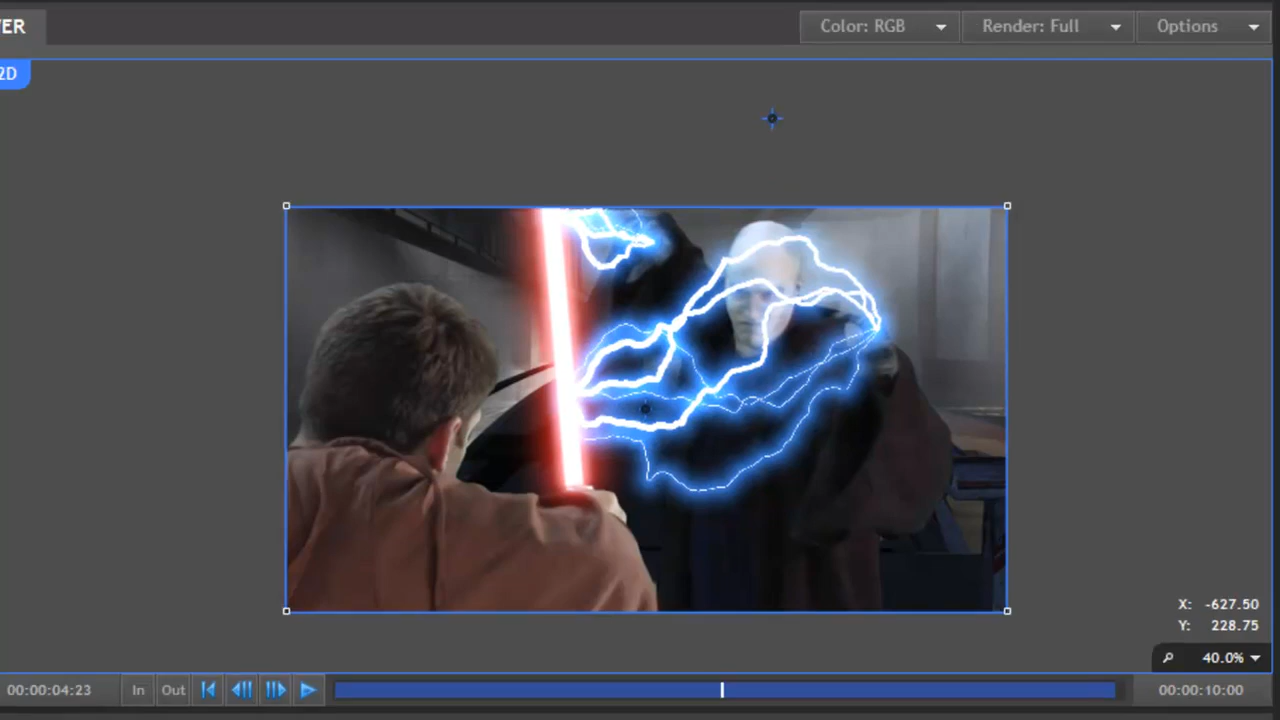 VER
Color: RGB
Render: Full
Options
2D
X: -627.50
Y: 228.75
40.0%
00:00:04:23
In
Out
00:00:10:00